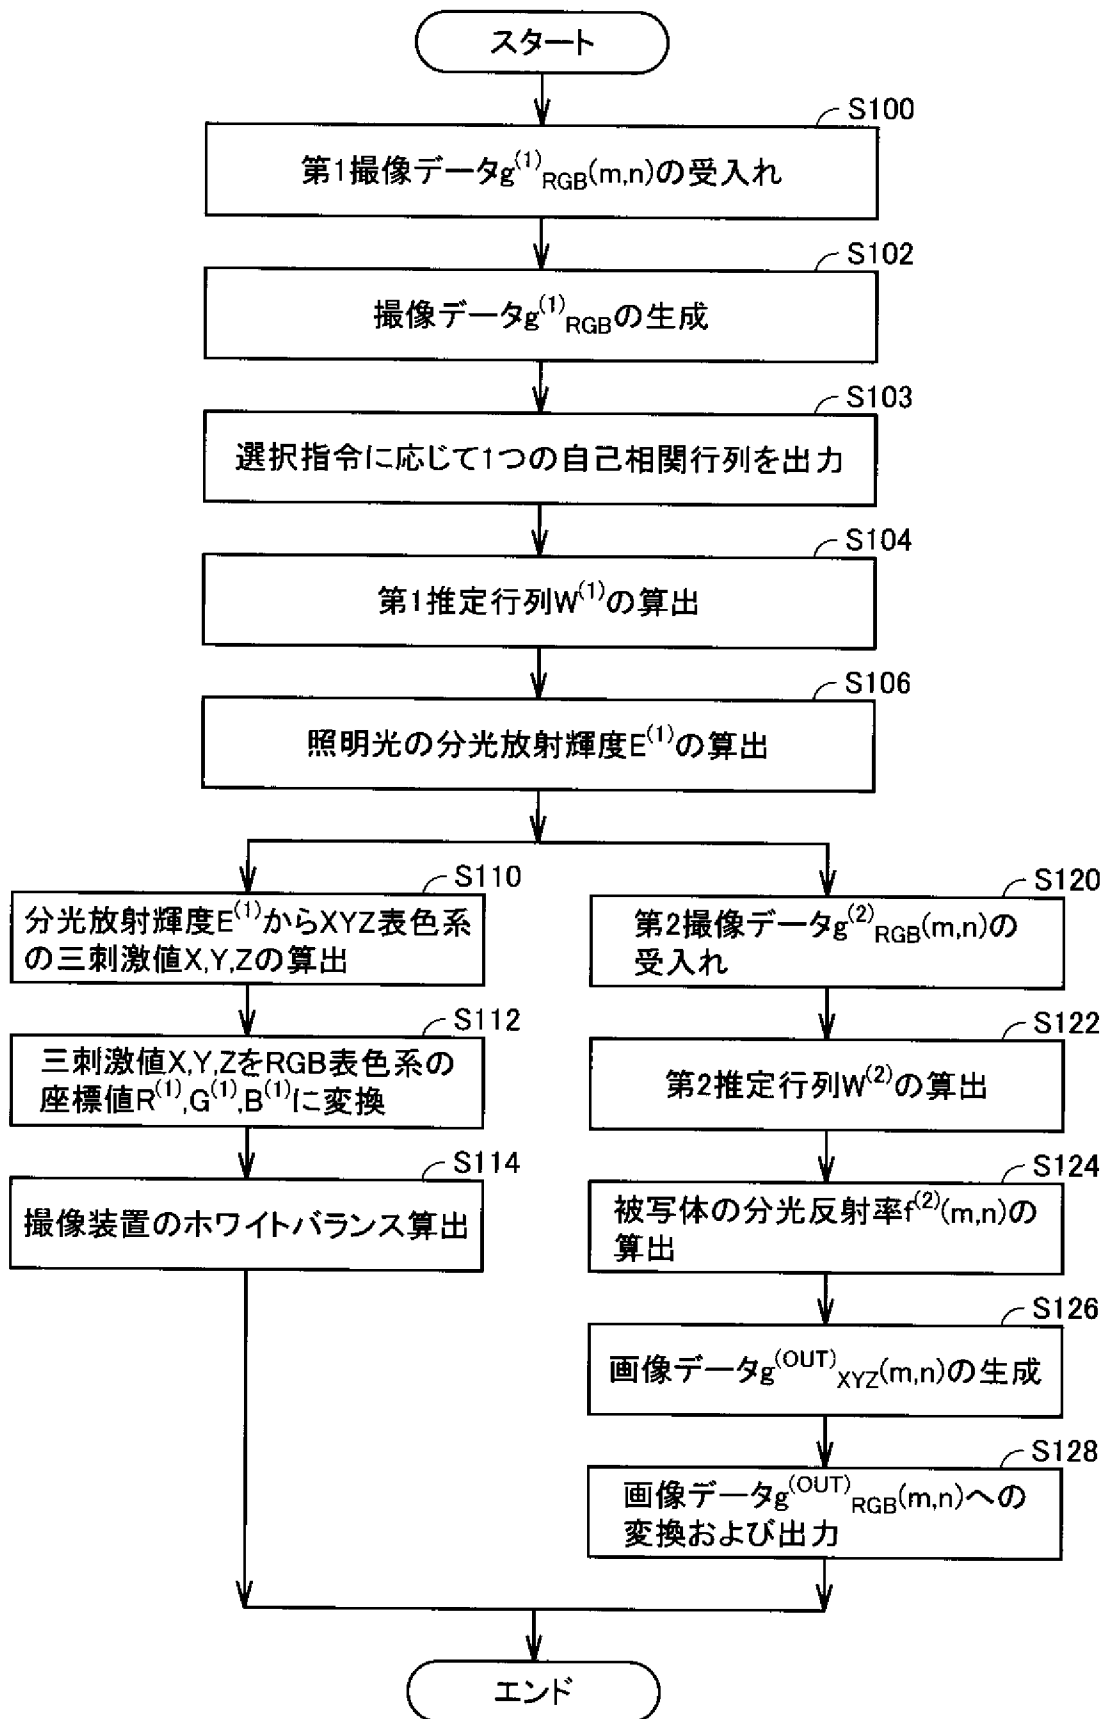 スタート
S100
第1撮像データg^(1)_RGB(m,n)の受入れ
S102
撮像データg^(1)_RGBの生成
S103
選択指令に応じて1つの自己相関行列を出力
S104
第1推定行列W^(1)の算出
S106
照明光の分光放射輝度E^(1)の算出
S110
分光放射輝度E^(1)からXYZ表色系
の三刺激値X,Y,Zの算出
S112
三刺激値X,Y,ZをRGB表色系の
座標値R^(1),G^(1),B^(1)に変換
S114
撮像装置のホワイトバランス算出
S120
第2撮像データg^(2)_RGB(m,n)の
受入れ
S122
第2推定行列W^(2)の算出
S124
被写体の分光反射率f^(2)(m,n)の
算出
S126
画像データg^(OUT)_XYZ(m,n)の生成
S128
画像データg^(OUT)_RGB(m,n)への
変換および出力
エンド